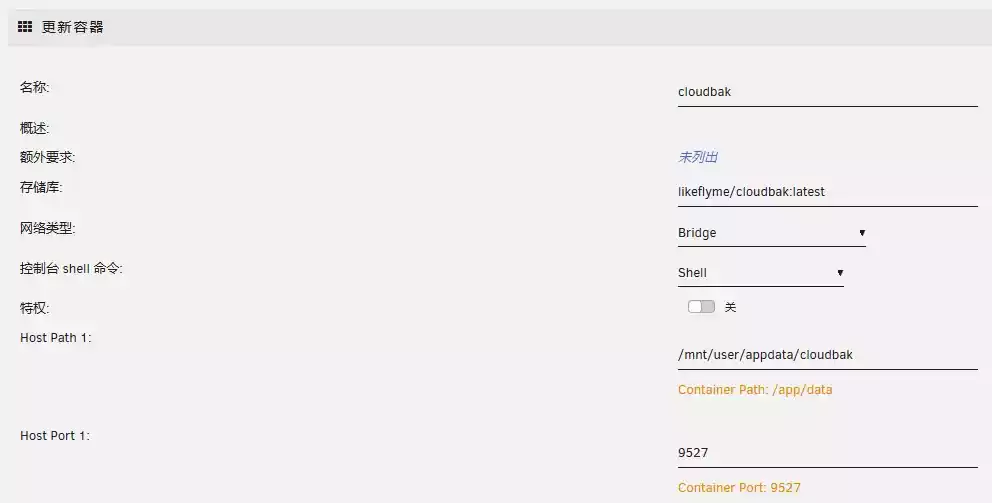 更新容器
名称:
cloudbak
概述:
额外要求:
未列出
存储库:
likeflyme/cloudbak:latest
网络类型:
Bridge
控制台 shell 命令:
Shell
特权:
关
Host Path 1:
/mnt/user/appdata/cloudbak
Container Path: /app/data
Host Port 1:
9527
Container Port: 9527